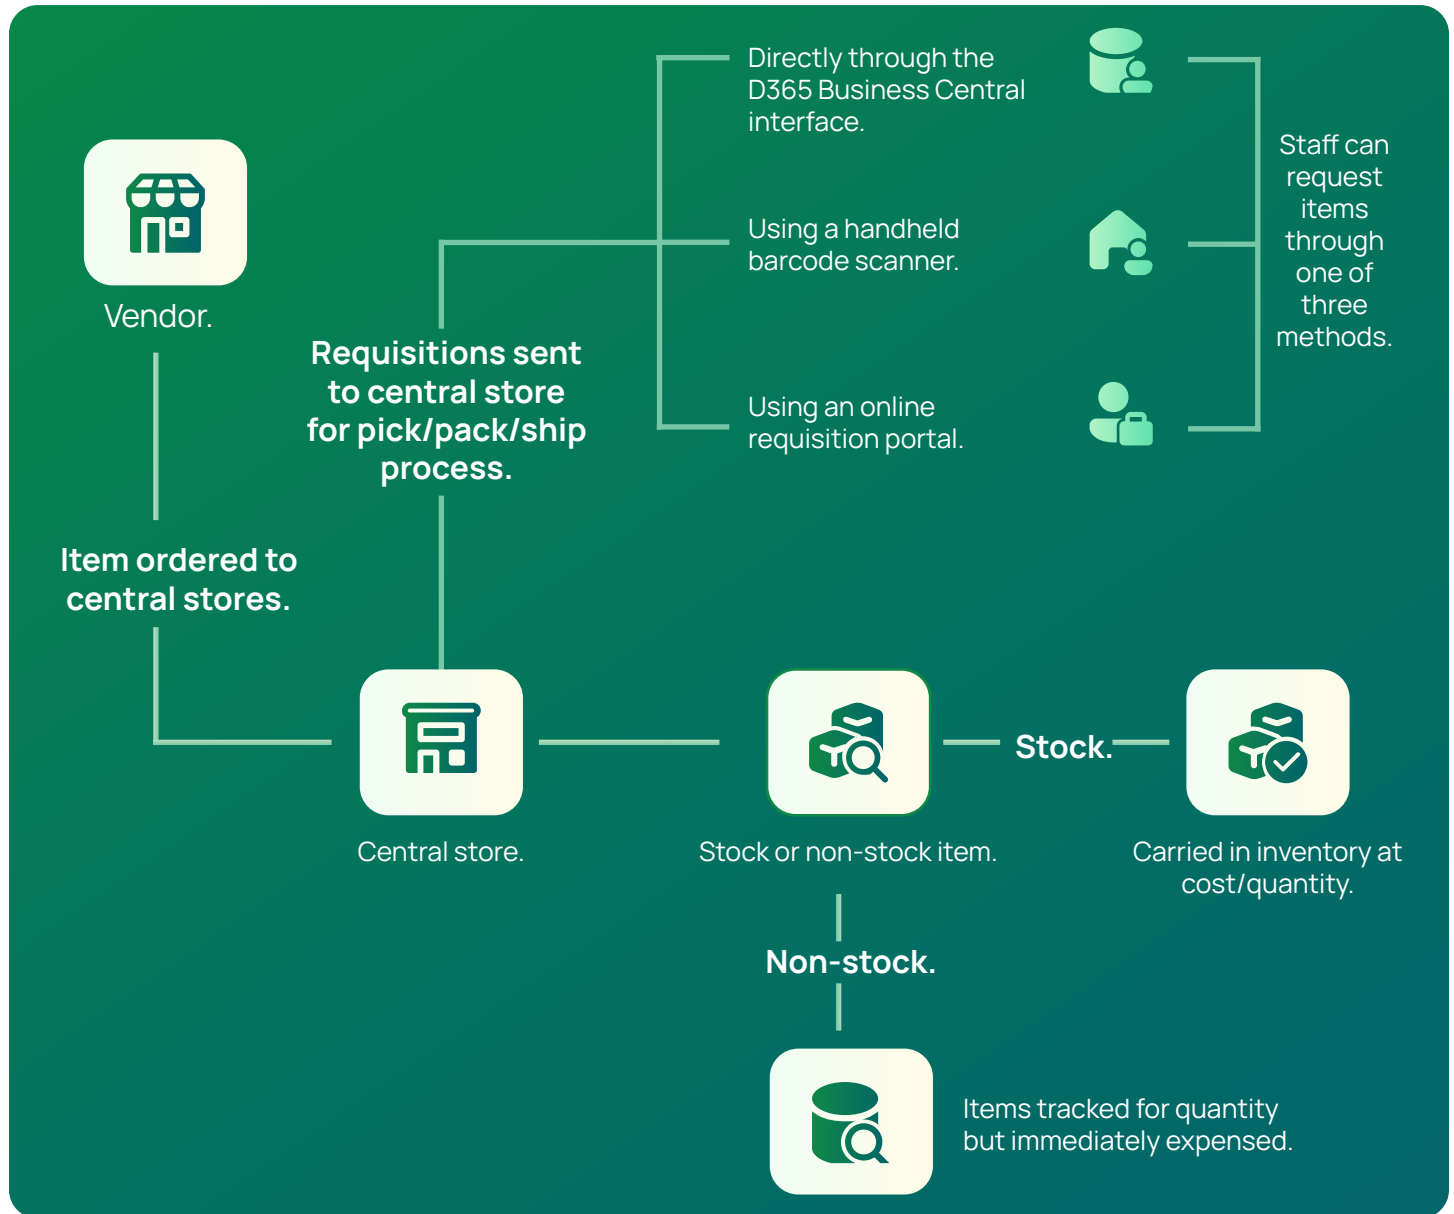 Directly through the
D365 Business Central
interface.
Staff can
request
items
through
one of
three
methods.
Using a handheld
barcode scanner.
Using an online
requisition portal.
Vendor.
Requisitions sent
to central store
for pick/pack/ship
process.
Item ordered to
central stores.
Central store.
Stock or non-stock item.
Stock.
Carried in inventory at
cost/quantity.
Non-stock.
Items tracked for quantity
but immediately expensed.